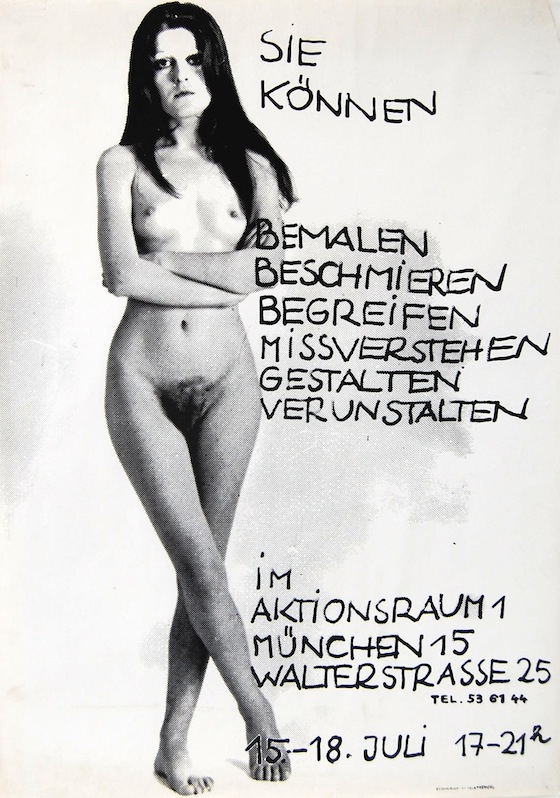 SIE
KÖNNEN
BEMALEN
BESCHMIEREN
BEGREIFEN
MISSVERSTEHEN
GESTALTEN
VERUNSTALTEN
IM
AKTIONSRAUM 1
MÜNCHEN 15
WALTERSTRASSE 25
TEL. 53 61 44
15.-18. JULI 17-21h